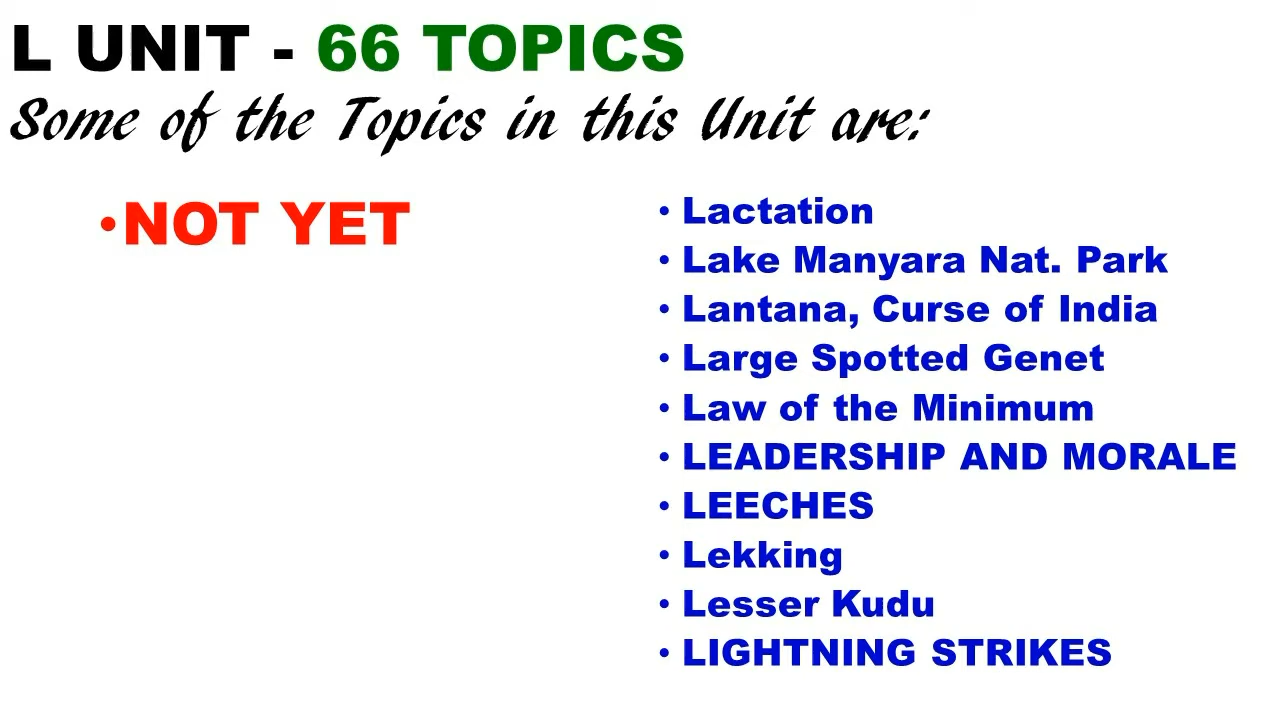 L UNIT - 66 TOPICS
Some of the Topics in this Unit are:
•NOT YET
• Lactation
• Lake Manyara Nat. Park
• Lantana, Curse of India
• Large Spotted Genet
• Law of the Minimum
• LEADERSHIP AND MORALE
• LEECHES
• Lekking
• Lesser Kudu
• LIGHTNING STRIKES